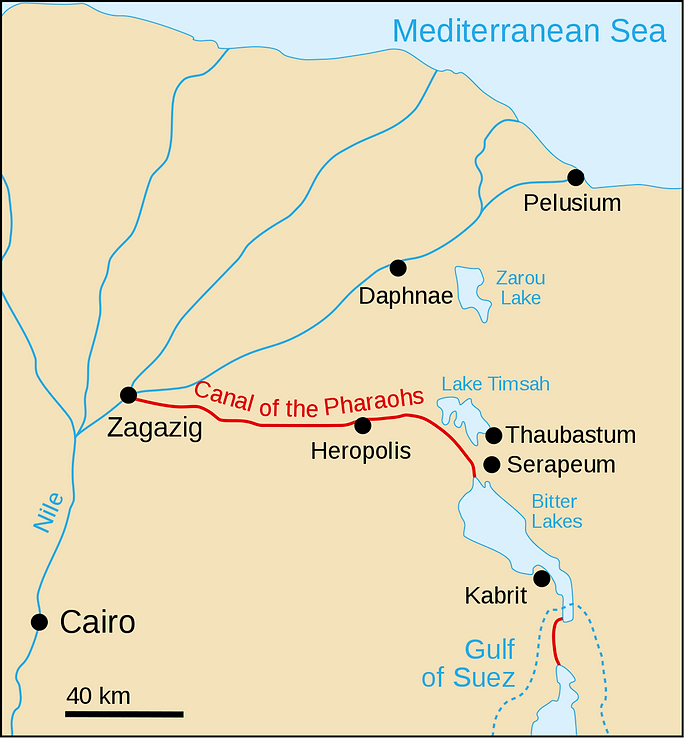 Mediterranean Sea
Pelusium
Daphnae
Zarou
Lake
Lake Timsah
Canal of the Pharaohs
Zagazig
Heropolis
Thaubastum
Serapeum
Nile
Bitter
Lakes
Kabrit
Cairo
Gulf
of Suez
40 km